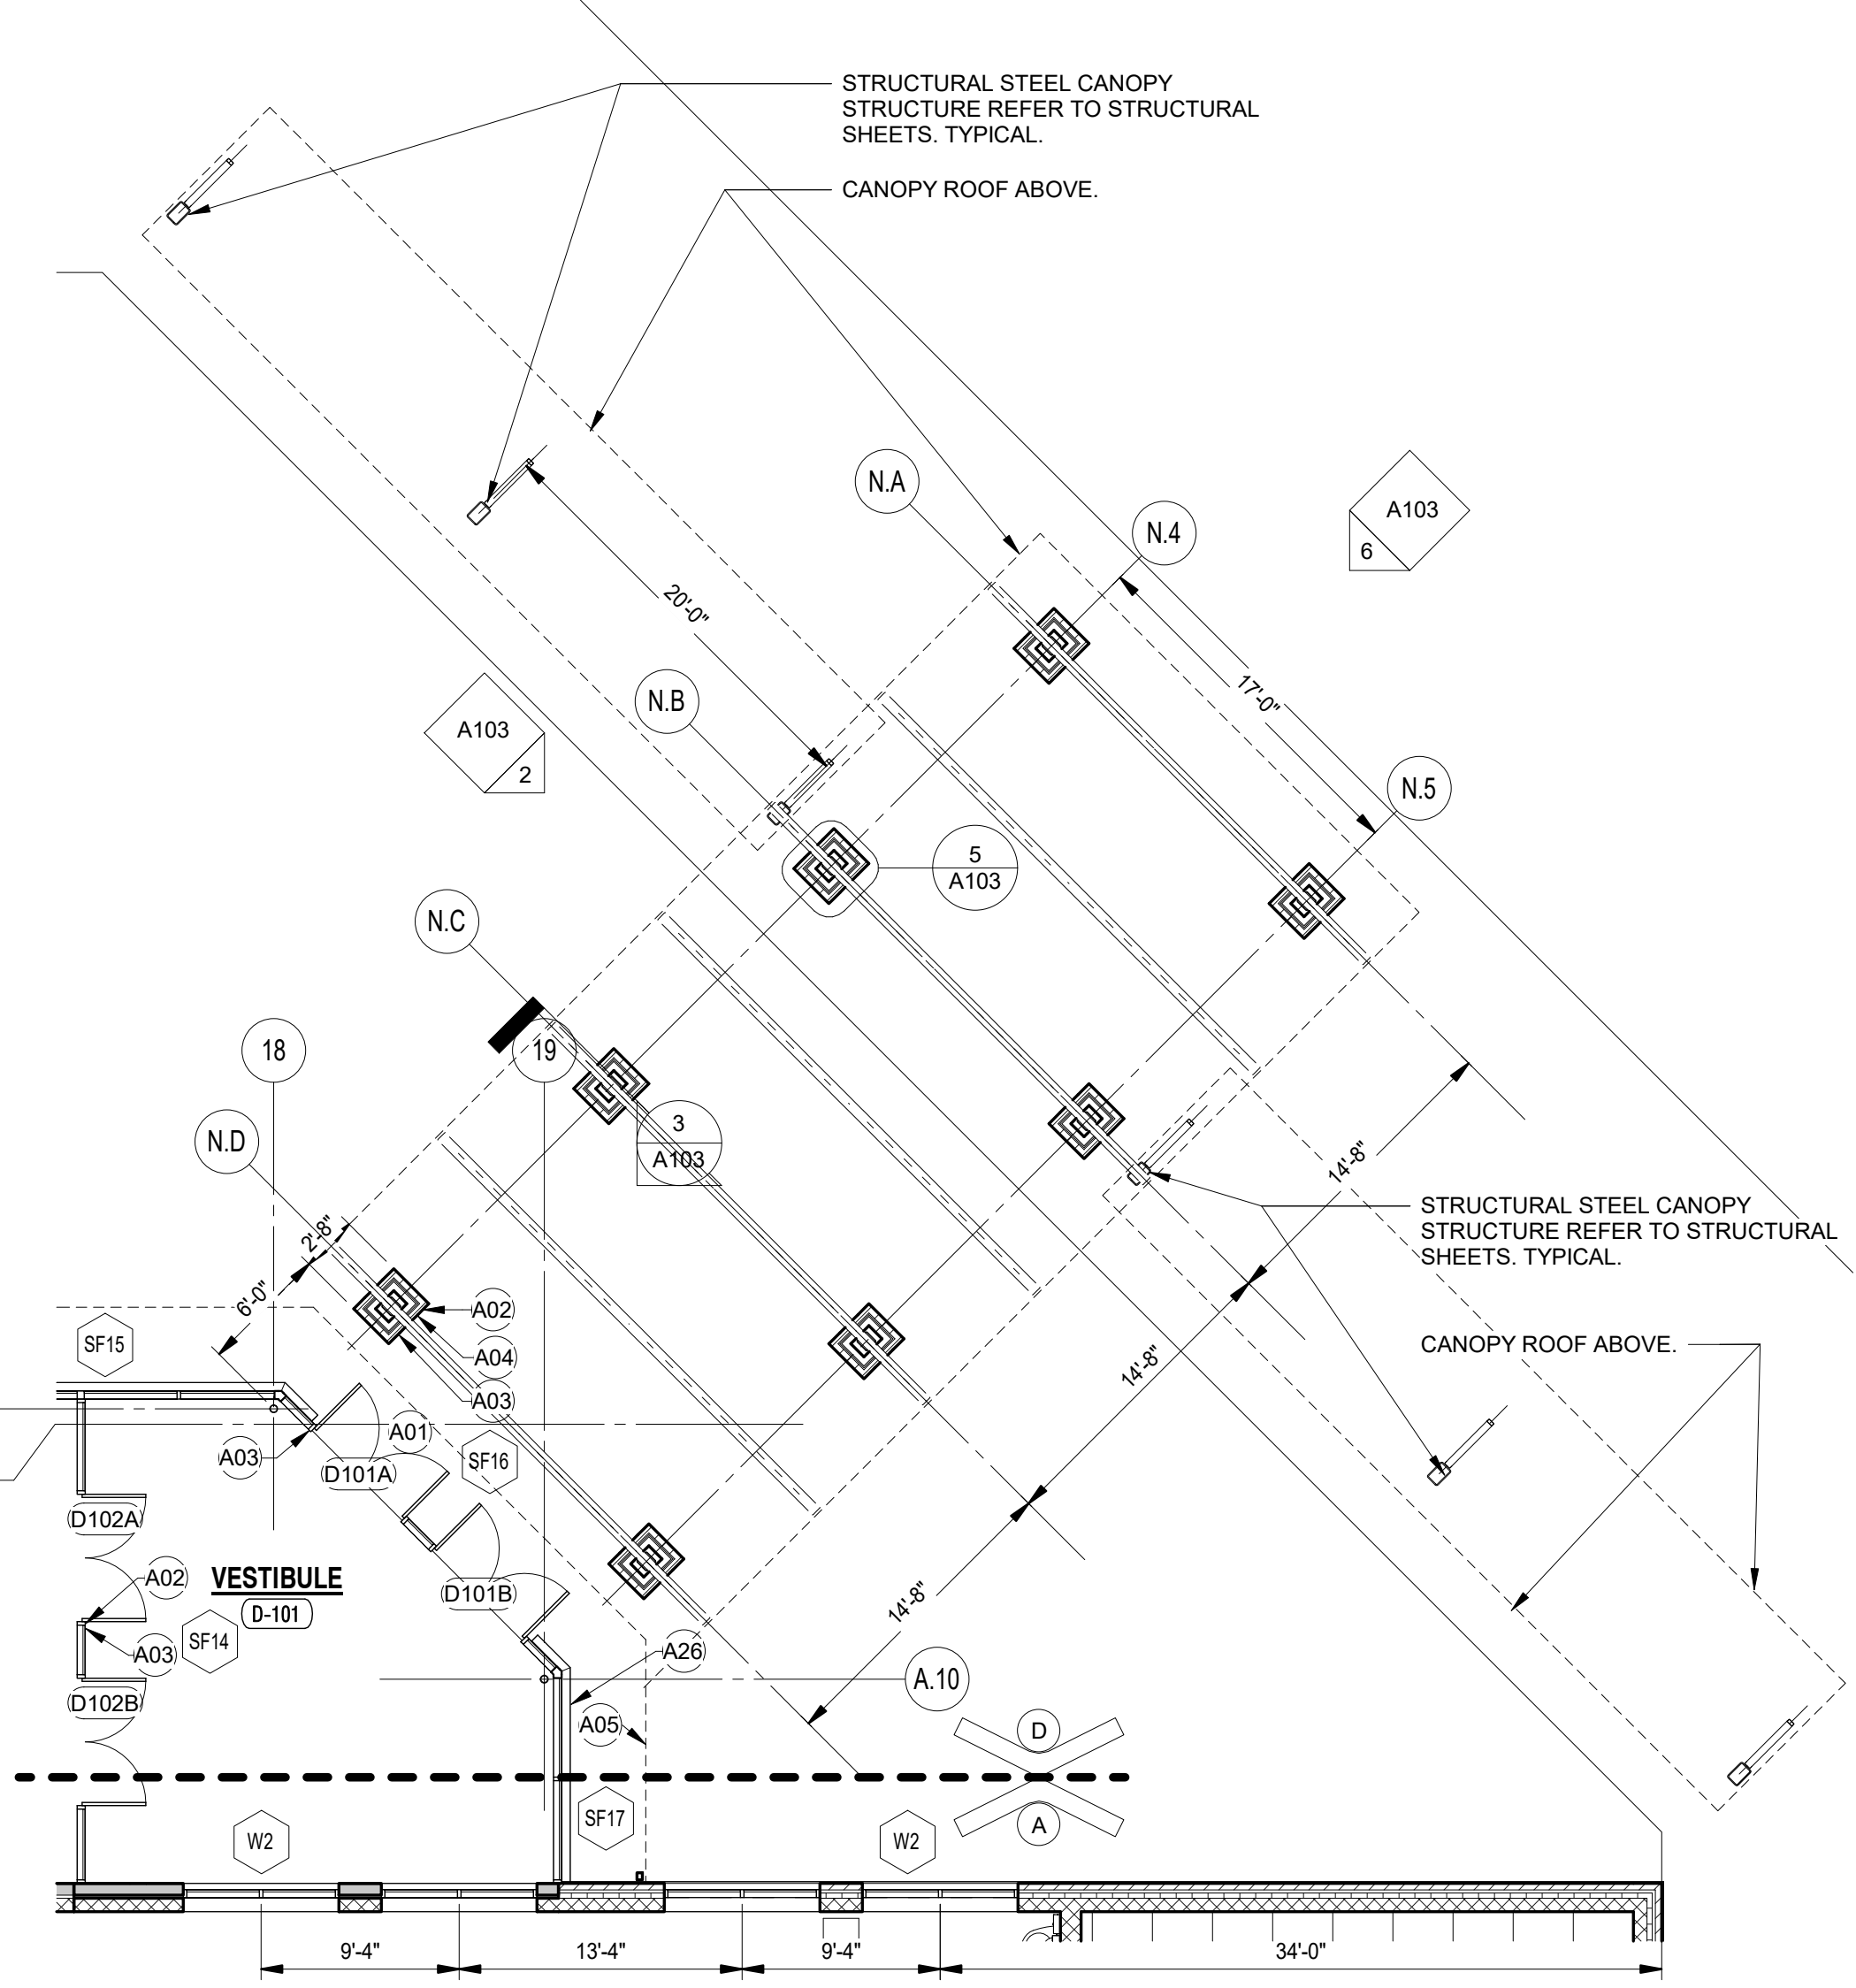 STRUCTURAL STEEL CANOPY
STRUCTURE REFER TO STRUCTURAL
SHEETS. TYPICAL.
CANOPY ROOF ABOVE.
N.A
N.4
A103
6
20'-0"
17'-0"
N.B
A103
2
N.5
5
A103
N.C
18
19
3
A103
N.D
14'-8"
STRUCTURAL STEEL CANOPY
STRUCTURE REFER TO STRUCTURAL
SHEETS. TYPICAL.
2'-8"
6'-0"
A02
SF15
A04
14'-8"
CANOPY ROOF ABOVE.
A03
A01
A03
SF16
D101A
D102A
A02
VESTIBULE
D-101
D101B
14'-8"
SF14
A03
A26
A.10
D102B
A05
D
SF17
A
W2
W2
9'-4"
13'-4"
9'-4"
34'-0"